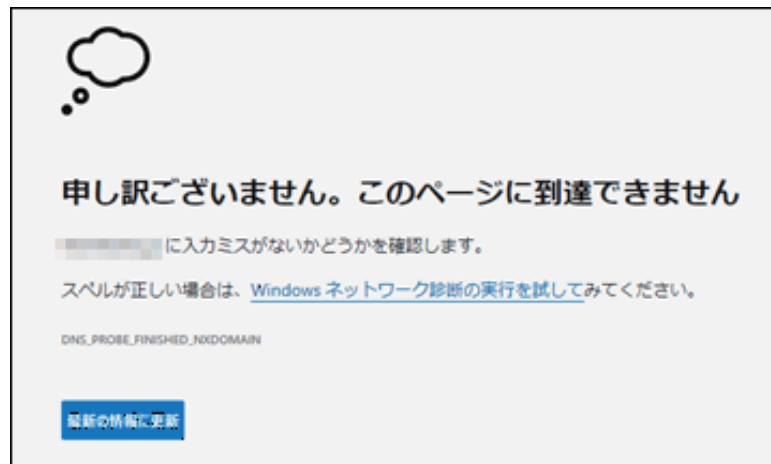 申し訳ございません。このページに到達できません
に入力ミスがないかどうかを確認します。
スペルが正しい場合は、Windows ネットワーク診断の実行を試してみてください。
DNS_PROBE_FINISHED_NXDOMAIN
最新の情報に更新